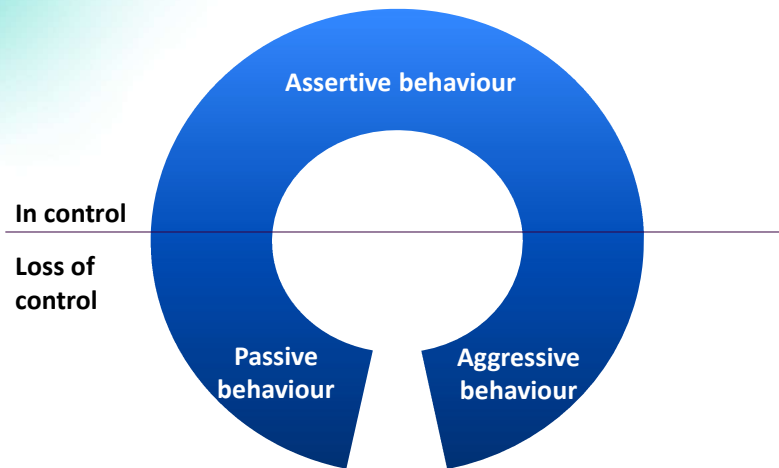 Assertive behaviour
In control
Loss of
control
Passive
behaviour
Aggressive
behaviour